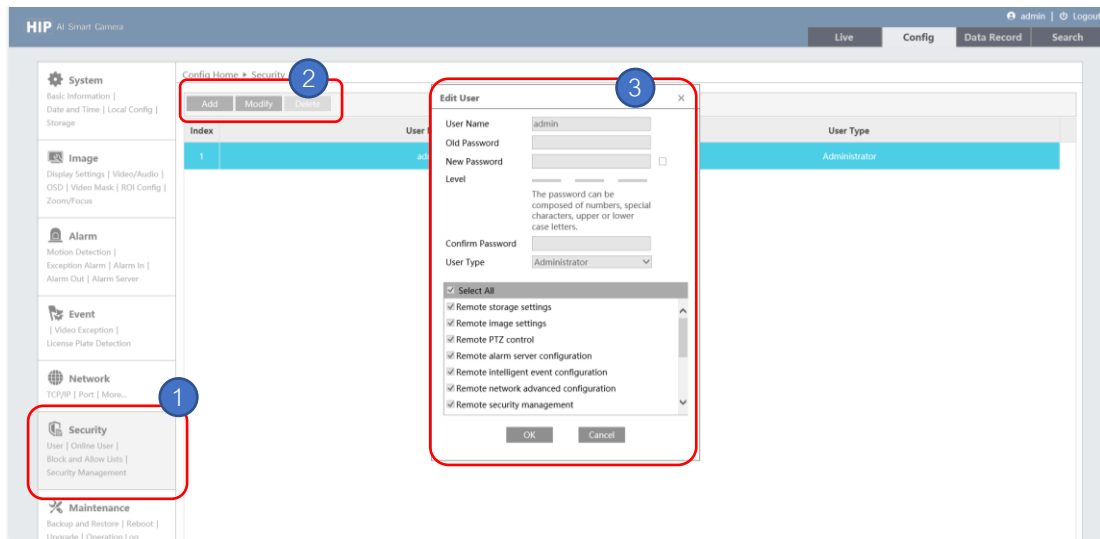 HIP AI Smart Camera
admin | Logout
Live Config Data Record Search
System
Basic Information |
Date and Time | Local Config |
Storage
Image
Display Settings | Video/Audio |
OSD | Video Mask | ROI Config |
Zoom/Focus
Alarm
Motion Detection |
Exception Alarm | Alarm In |
Alarm Out | Alarm Server
Event
| Video Exception |
License Plate Detection
Network
TCP/IP | Port | More...
1
Security
User | Online User |
Block and Allow Lists |
Security Management
Maintenance
Backup and Restore | Reboot |
Upgrade | Operation Log
Config Home ▸ Security
2
Add Modify Delete
Index User User Type
1 Administrator
3
Edit User ×
User Name admin
Old Password
New Password
Level
The password can be
composed of numbers, special
characters, upper or lower
case letters.
Confirm Password
User Type Administrator
Select All
Remote storage settings
Remote image settings
Remote PTZ control
Remote alarm server configuration
Remote intelligent event configuration
Remote network advanced configuration
Remote security management
OK Cancel